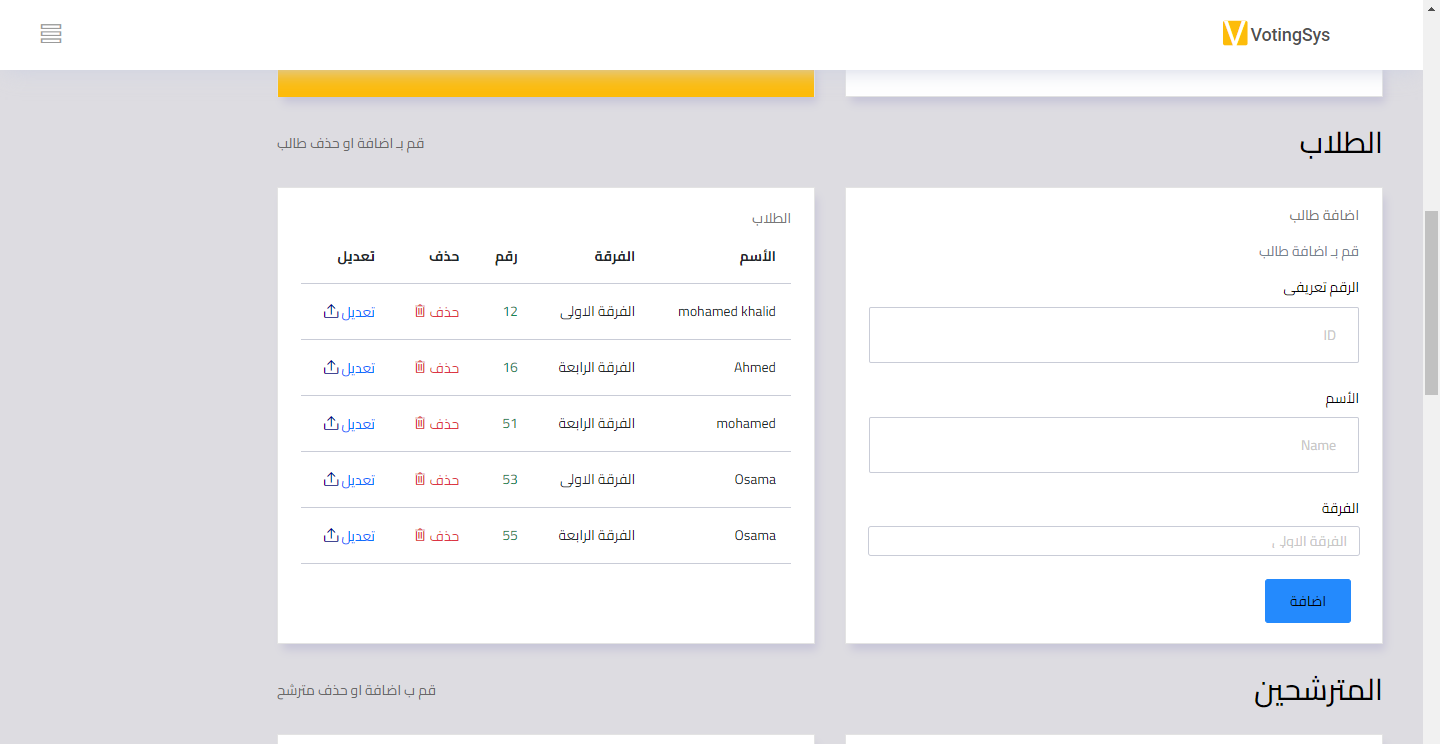 VotingSys
الطلاب
قم بـ اضافة او حذف طالب
اضافة طالب
قم بـ اضافة طالب
الرقم تعريفى
ID
الأسم
Name
الفرقة
الفرقة الاولى
اضافة
الطلاب
الأسم الفرقة رقم حذف تعديل
mohamed khalid الفرقة الاولى 12 حذف تعديل
Ahmed الفرقة الرابعة 16 حذف تعديل
mohamed الفرقة الرابعة 51 حذف تعديل
Osama الفرقة الاولى 53 حذف تعديل
Osama الفرقة الرابعة 55 حذف تعديل
المترشحين
قم ب اضافة او حذف مترشح